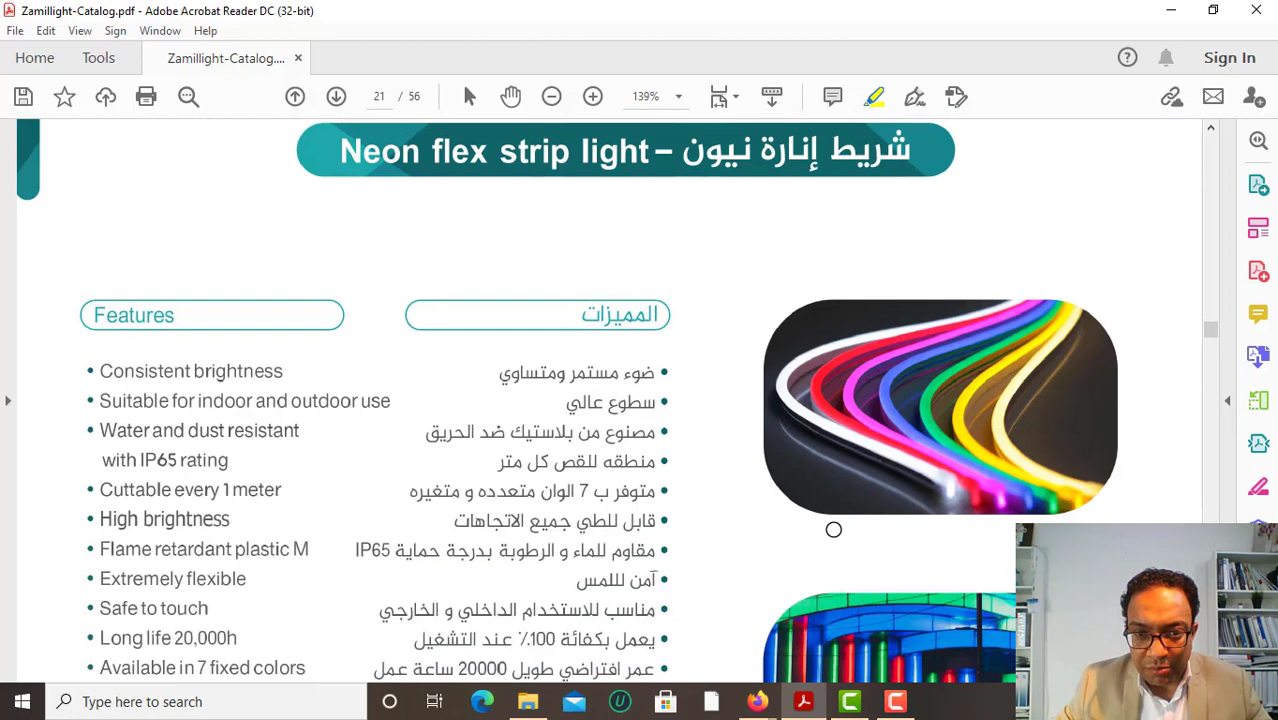 Zamillight-Catalog.pdf - Adobe Acrobat Reader DC (32-bit)
File Edit View Sign Window Help
Home Tools Zamillight-Catalog.... × Sign In
21 / 56 139%
Neon flex strip light – شريط إنارة نيون
Features
• Consistent brightness
• Suitable for indoor and outdoor use
• Water and dust resistant
with IP65 rating
• Cuttable every 1 meter
• High brightness
• Flame retardant plastic M
• Extremely flexible
• Safe to touch
• Long life 20,000h
• Available in 7 fixed colors
المميزات
• ضوء مستمر ومتساوي
• سطوع عالي
• مصنوع من بلاستيك ضد الحريق
• منطقه للقص كل متر
• متوفر ب 7 الوان متعدده و متغيره
• قابل للطي جميع الاتجاهات
• مقاوم للماء و الرطوبة بدرجة حماية IP65
• آمن لللمس
• مناسب للاستخدام الداخلي و الخارجي
• يعمل بكفائة 100٪ عند التشغيل
• عمر افتراضي طويل 20000 ساعة عمل
Type here to search